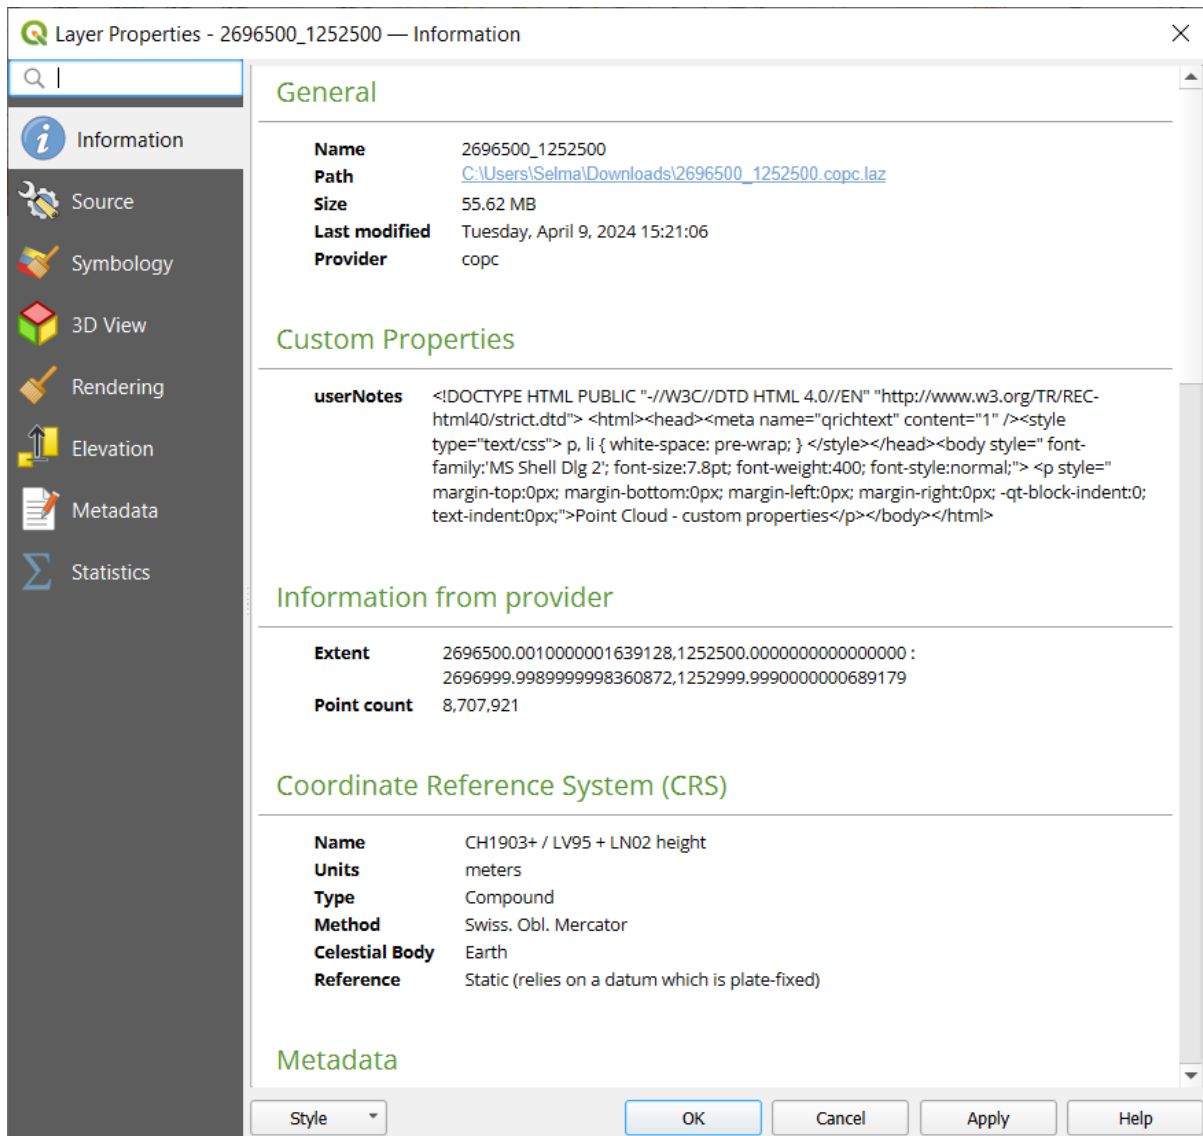 Layer Properties - 2696500_1252500 — Information
Information
Source
Symbology
3D View
Rendering
Elevation
Metadata
Statistics
General
Name 2696500_1252500
Path C:\Users\Selma\Downloads\2696500_1252500.copc.laz
Size 55.62 MB
Last modified Tuesday, April 9, 2024 15:21:06
Provider copc
Custom Properties
userNotes <!DOCTYPE HTML PUBLIC "-//W3C//DTD HTML 4.0//EN" "http://www.w3.org/TR/REC-
html40/strict.dtd"> <html><head><meta name="qrichtext" content="1" /><style
type="text/css"> p, li { white-space: pre-wrap; } </style></head><body style=" font-
family:'MS Shell Dlg 2'; font-size:7.8pt; font-weight:400; font-style:normal;"> <p style="
margin-top:0px; margin-bottom:0px; margin-left:0px; margin-right:0px; -qt-block-indent:0;
text-indent:0px;">Point Cloud - custom properties</p></body></html>
Information from provider
Extent 2696500.0010000001639128,1252500.0000000000000000 :
2696999.9989999998360872,1252999.9990000000689179
Point count 8,707,921
Coordinate Reference System (CRS)
Name CH1903+ / LV95 + LN02 height
Units meters
Type Compound
Method Swiss. Obl. Mercator
Celestial Body Earth
Reference Static (relies on a datum which is plate-fixed)
Metadata
Style OK Cancel Apply Help